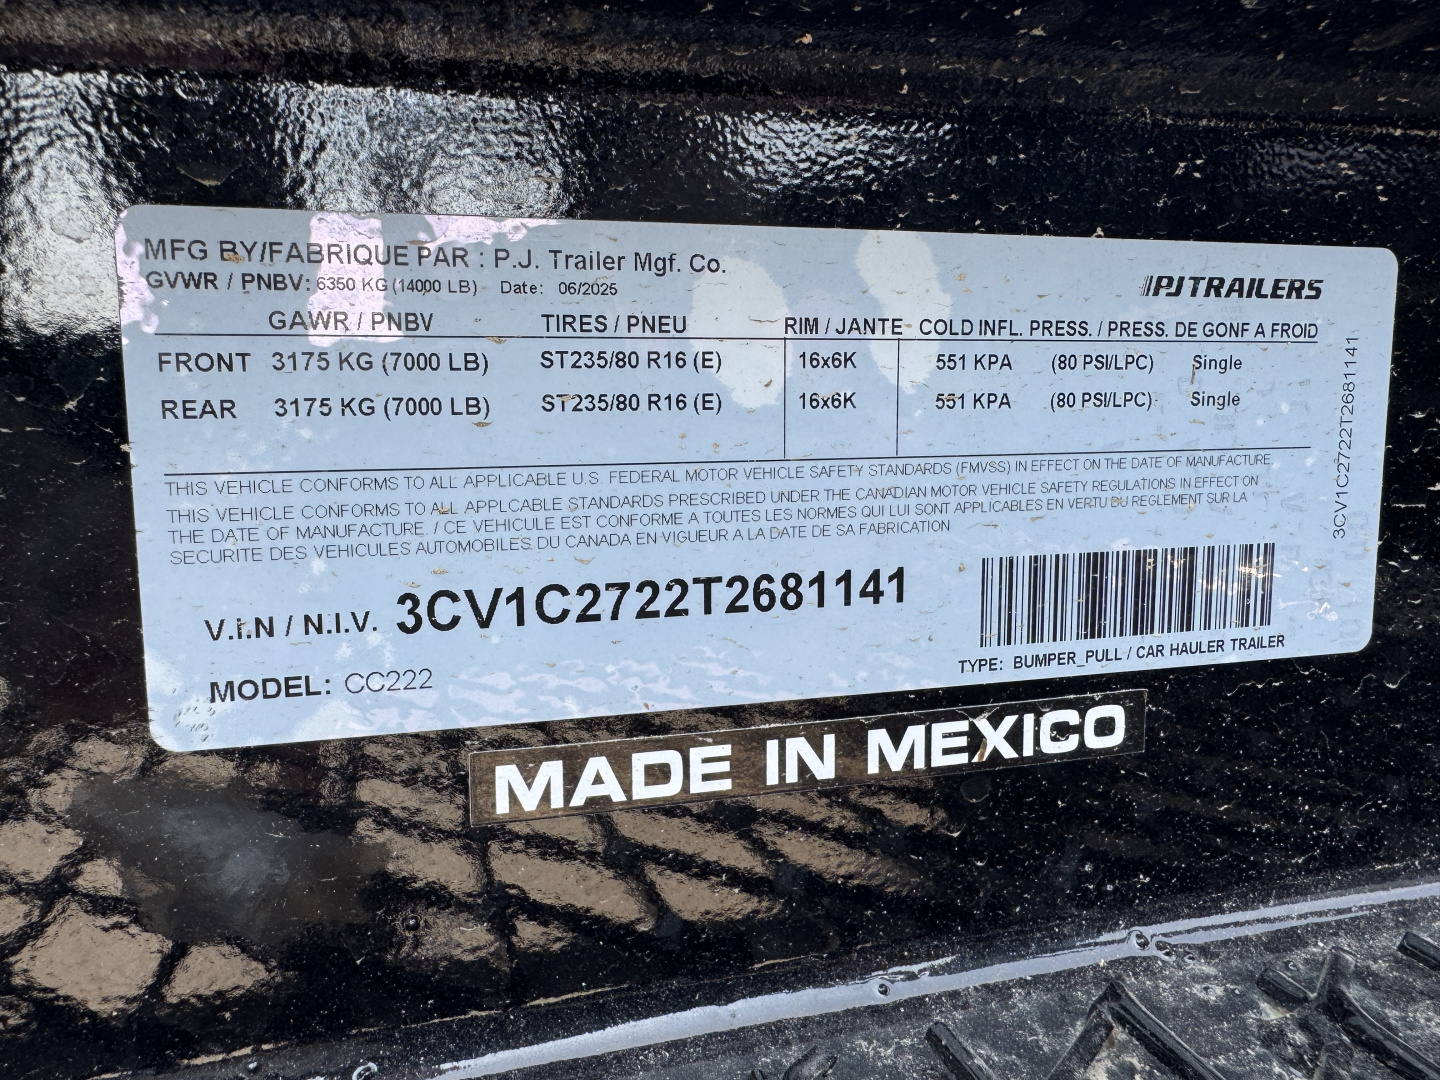 MFG BY/FABRIQUE PAR : P.J. Trailer Mfg. Co.
GVWR / PNBV: 6350 KG (14000 LB) Date: 06/2025
PJ TRAILERS
GAWR / PNBV TIRES / PNEU RIM / JANTE COLD INFL. PRESS. / PRESS. DE GONF A FROID
FRONT 3175 KG (7000 LB) ST235/80 R16 (E) 16x6K 551 KPA (80 PSI/LPC) Single
REAR 3175 KG (7000 LB) ST235/80 R16 (E) 16x6K 551 KPA (80 PSI/LPC) Single
THIS VEHICLE CONFORMS TO ALL APPLICABLE U.S. FEDERAL MOTOR VEHICLE SAFETY STANDARDS (FMVSS) IN EFFECT ON THE DATE OF MANUFACTURE.
THIS VEHICLE CONFORMS TO ALL APPLCABLE STANDARDS PRESCRIBED UNDER THE CANADIAN MOTOR VEHICLE SAFETY REGULATIONS IN EFFECT ON
THE DATE OF MANUFACTURE. / CE VEHICULE EST CONFORME A TOUTES LES NORMES QUI LUI SONT APPLICABLES EN VERTU DU REGLEMENT SUR LA
SECURITE DES VEHICULES AUTOMOBILES DU CANADA EN VIGUEUR A LA DATE DE SA FABRICATION
V.I.N / N.I.V. 3CV1C2722T2681141
MODEL: CC222
TYPE: BUMPER_PULL / CAR HAULER TRAILER
3CV1C2722T2681141
MADE IN MEXICO